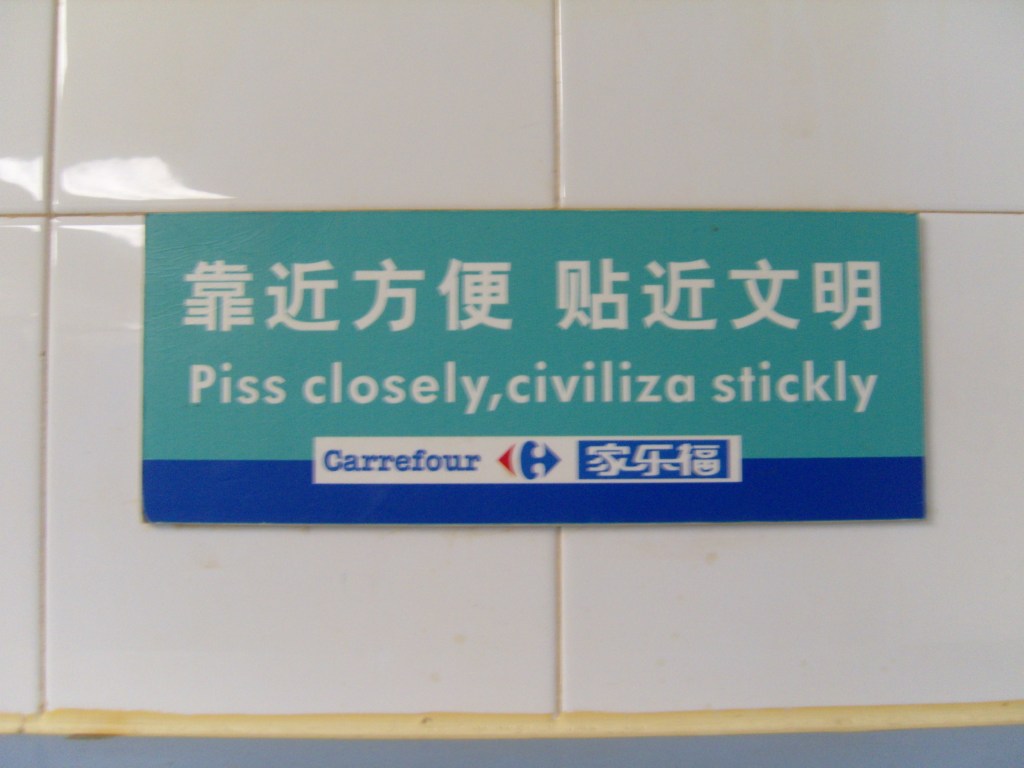 靠近方便 贴近文明
Piss closely,civiliza stickly
Carrefour 家乐福